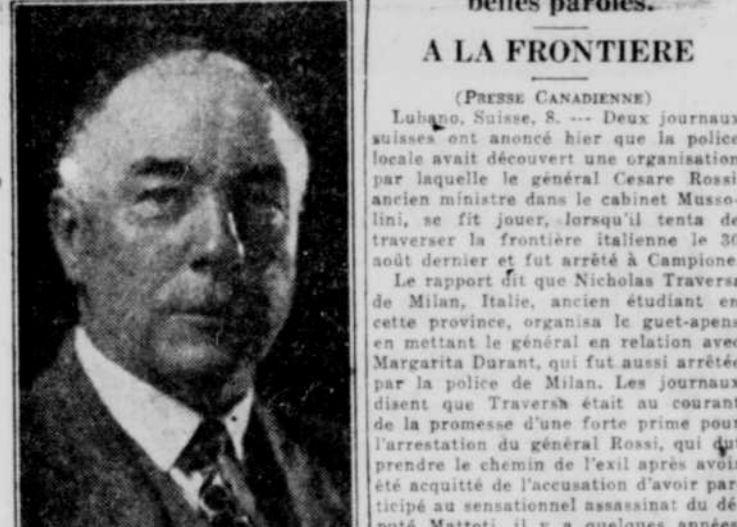 belles paroles.
A LA FRONTIERE
(PRESSE CANADIENNE)
Lubano, Suisse, 8. --- Deux journaux
suisses ont anoncé hier que la police
locale avait découvert une organisation
par laquelle le général Cesare Rossi
ancien ministre dans le cabinet Musso-
lini, se fit jouer, lorsqu'il tenta de
traverser la frontière italienne le 30
août dernier et fut arrêté à Campione
Le rapport dit que Nicholas Traversa
de Milan, Italie, ancien étudiant en
cette province, organisa le guet-apens
en mettant le général en relation avec
Margarita Durant, qui fut aussi arrêtée
par la police de Milan. Les journaux
disent que Traversa était au courant
de la promesse d'une forte prime pour
l'arrestation du général Rossi, qui dut
prendre le chemin de l'exil après avoir
été acquitté de l'accusation d'avoir par-
ticipé au sensationnel assassinat du dé-
puté Matteti, il y a quelques années